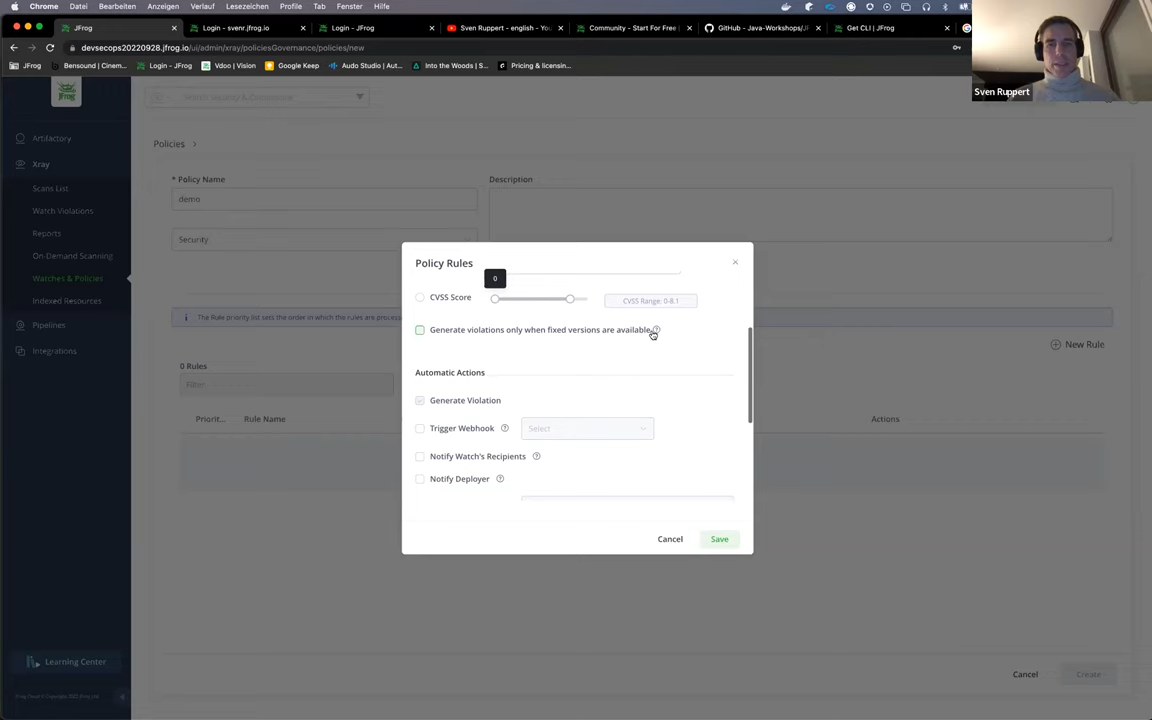 Chrome Datei Bearbeiten Anzeigen Verlauf Lesezeichen Profile Tab Fenster Hilfe
JFrog Login - svenr.jfrog.io Login - JFrog Sven Ruppert - english - You Community - Start For Free GitHub - Java-Workshops/JF Get CLI | JFrog
devsecops20220928.jfrog.io/ui/admin/xray/policiesGovernance/policies/new
JFrog Bensound | Cinem... Login - JFrog Vdoo | Vision Google Keep Audio Studio | Aut... Into the Woods | S... Pricing & licensin...
Sven Ruppert
JFrog
Artifactory
Xray
Scans List
Watch Violations
Reports
On-Demand Scanning
Watches & Policies
Indexed Resources
Pipelines
Integrations
Learning Center
Policies >
* Policy Name
Description
demo
Security
The Rule priority list sets the order in which the rules are process
New Rule
0 Rules
Filter
Priorit... Rule Name Actions
Policy Rules
0
CVSS Score
CVSS Range: 0-8.1
Generate violations only when fixed versions are available
Automatic Actions
Generate Violation
Trigger Webhook
Select
Notify Watch's Recipients
Notify Deployer
Cancel Save
Cancel Create